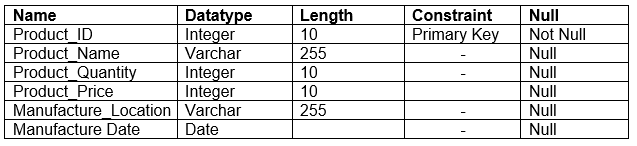 Name Datatype Length Constraint Null
Product_ID Integer 10 Primary Key Not Null
Product_Name Varchar 255 - Null
Product_Quantity Integer 10 - Null
Product_Price Integer 10 Null
Manufacture_Location Varchar 255 - Null
Manufacture Date Date - Null